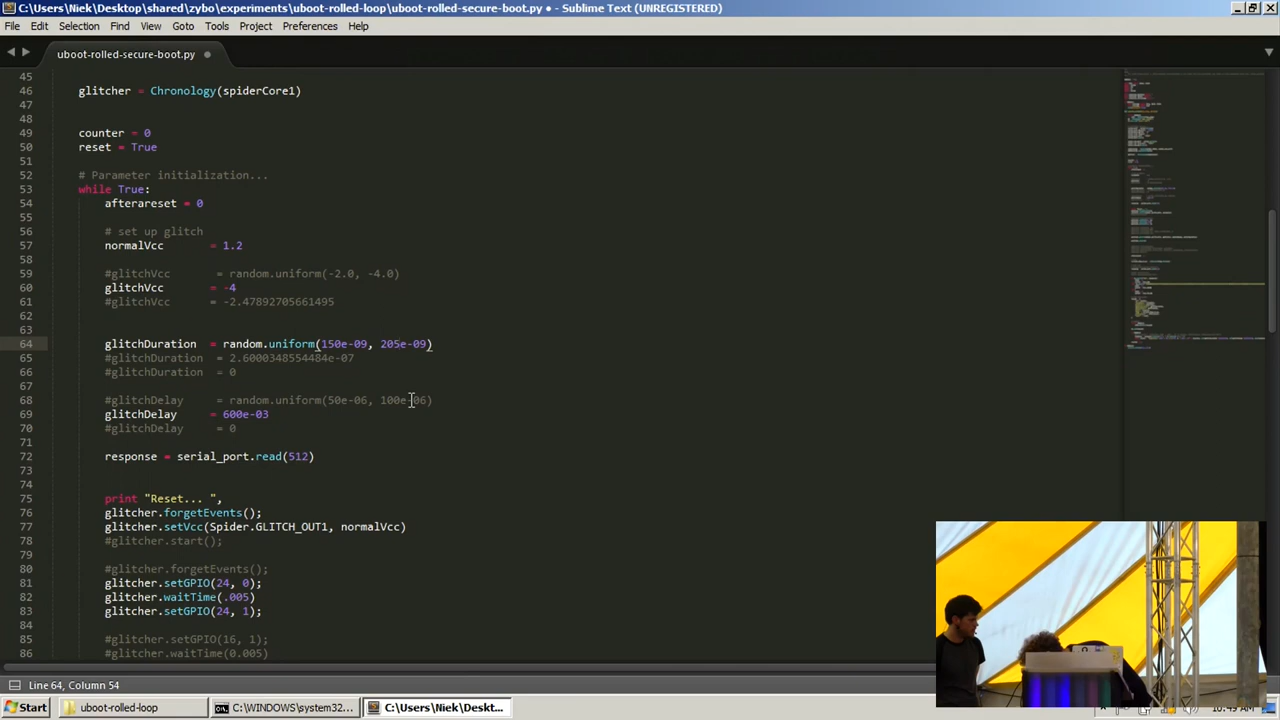 C:\Users\Niek\Desktop\shared\zybo\experiments\uboot-rolled-loop\uboot-rolled-secure-boot.py • - Sublime Text (UNREGISTERED)
File Edit Selection Find View Goto Tools Project Preferences Help
uboot-rolled-secure-boot.py
45
46 glitcher = Chronology(spiderCore1)
47
48
49 counter = 0
50 reset = True
51
52 # Parameter initialization...
53 while True:
54 afterareset = 0
55
56 # set up glitch
57 normalVcc = 1.2
58
59 #glitchVcc = random.uniform(-2.0, -4.0)
60 glitchVcc = -4
61 #glitchVcc = -2.47892705661495
62
63
64 glitchDuration = random.uniform(150e-09, 205e-09)
65 #glitchDuration = 2.6000348554484e-07
66 #glitchDuration = 0
67
68 #glitchDelay = random.uniform(50e-06, 100e-06)
69 glitchDelay = 600e-03
70 #glitchDelay = 0
71
72 response = serial_port.read(512)
73
74
75 print "Reset... ",
76 glitcher.forgetEvents();
77 glitcher.setVcc(Spider.GLITCH_OUT1, normalVcc)
78 #glitcher.start();
79
80 #glitcher.forgetEvents();
81 glitcher.setGPIO(24, 0);
82 glitcher.waitTime(.005)
83 glitcher.setGPIO(24, 1);
84
85 #glitcher.setGPIO(16, 1);
86 #glitcher.waitTime(0.005)
Line 64, Column 54
Start uboot-rolled-loop C:\WINDOWS\system32... C:\Users\Niek\Deskt...